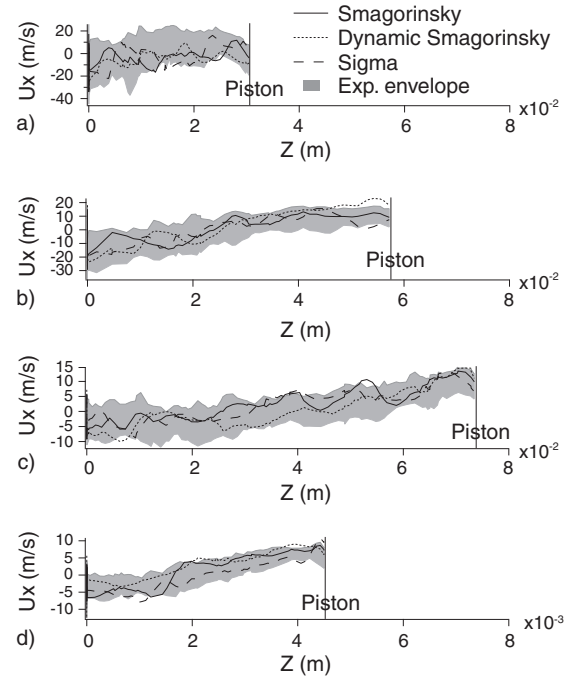 Smagorinsky
Dynamic Smagorinsky
Sigma
Exp. envelope
Ux (m/s)
20
10
0
-10
-20
-40
Piston
x10-2
0 2 4 6 8
a)
Z (m)
Ux (m/s)
20
10
0
-10
-20
-30
Piston
x10-2
0 2 4 6 8
b)
Z (m)
Ux (m/s)
15
10
5
0
-5
-10
Piston
x10-2
0 2 4 6 8
c)
Z (m)
Ux (m/s)
10
5
0
-5
-10
Piston
x10-3
0 2 4 6 8
d)
Z (m)